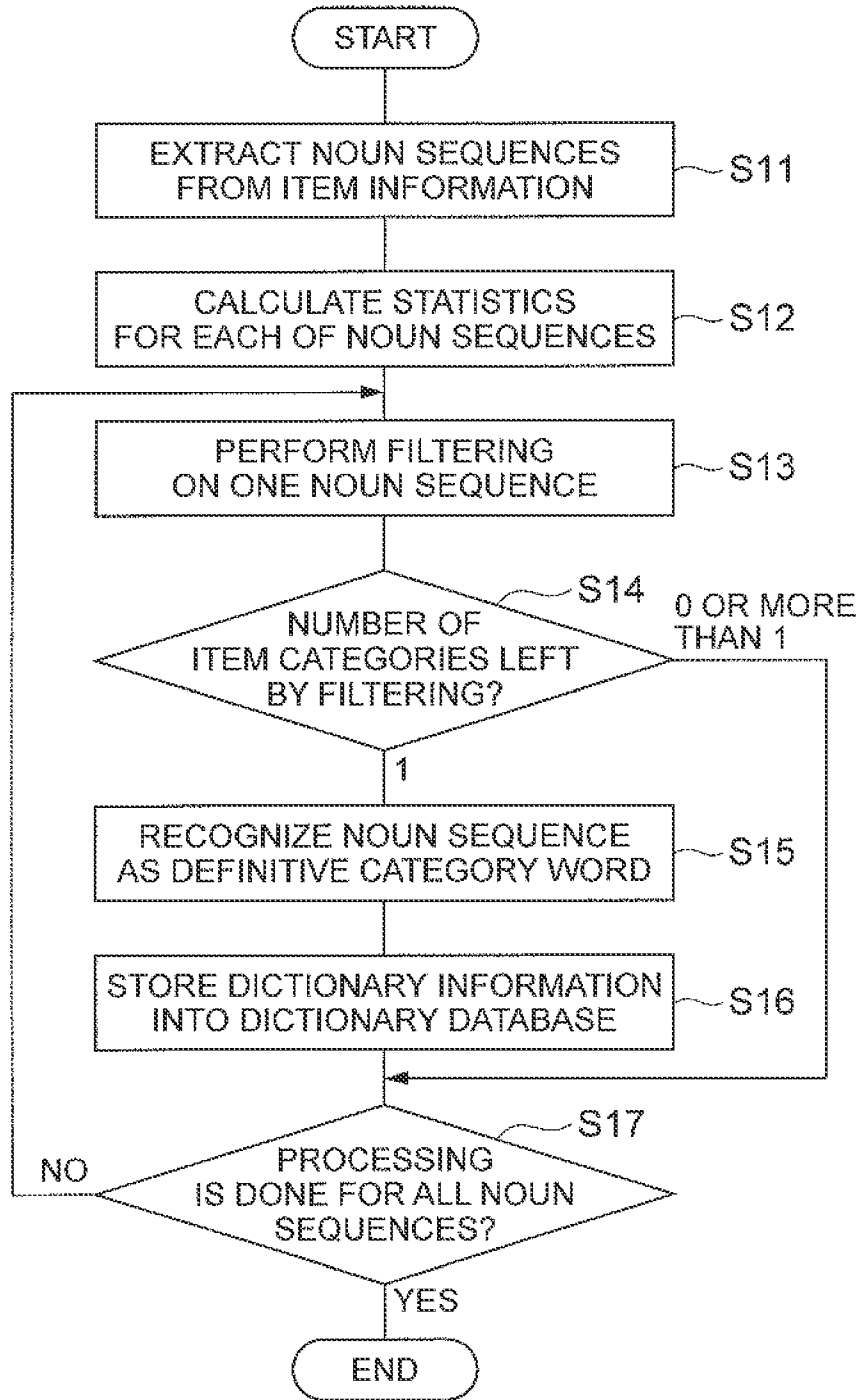 START
EXTRACT NOUN SEQUENCES
FROM ITEM INFORMATION
S11
CALCULATE STATISTICS
FOR EACH OF NOUN SEQUENCES
S12
PERFORM FILTERING
ON ONE NOUN SEQUENCE
S13
S14
0 OR MORE
THAN 1
NUMBER OF
ITEM CATEGORIES LEFT
BY FILTERING?
1
RECOGNIZE NOUN SEQUENCE
AS DEFINITIVE CATEGORY WORD
S15
STORE DICTIONARY INFORMATION
INTO DICTIONARY DATABASE
S16
S17
NO
PROCESSING
IS DONE FOR ALL NOUN
SEQUENCES?
YES
END